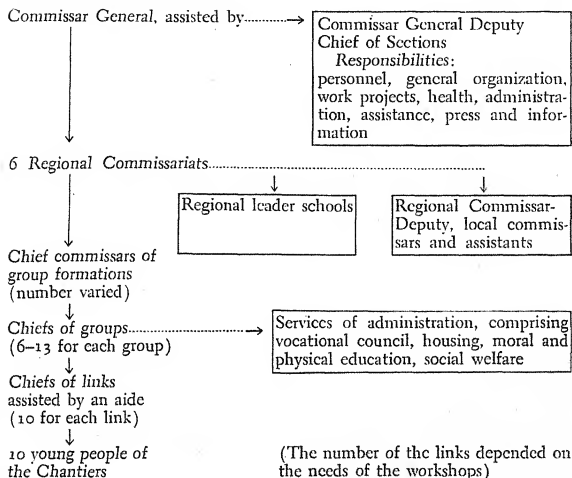 Commissar General, assisted by
Commissar General Deputy
Chief of Sections
Responsibilities:
personnel, general organization,
work projects, health, administra-
tion, assistance, press and infor-
mation
6 Regional Commissariats
Regional leader schools
Regional Commissar-
Deputy, local commis-
sars and assistants
Chief commissars of
group formations
(number varied)
Chiefs of groups
(6-13 for each group)
Services of administration, comprising
vocational council, housing, moral and
physical education, social welfare
Chiefs of links
assisted by an aide
(10 for each link)
10 young people of
the Chantiers
(The number of the links depended on
the needs of the workshops)